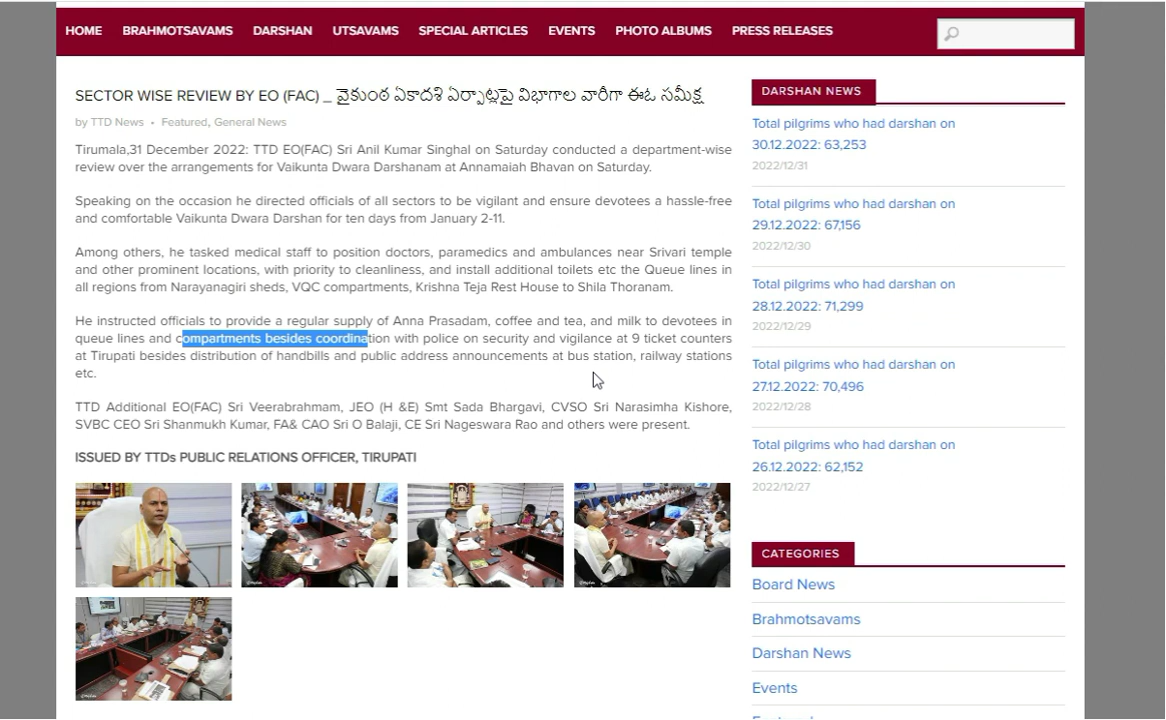 HOME BRAHMOTSAVAMS DARSHAN UTSAVAMS SPECIAL ARTICLES EVENTS PHOTO ALBUMS PRESS RELEASES
SECTOR WISE REVIEW BY EO (FAC) _ వైకుంఠ ఏకాదశి ఏర్పాట్లపై విభాగాల వారీగా ఈఓ సమీక్ష
by TTD News • Featured, General News
Tirumala,31 December 2022: TTD EO(FAC) Sri Anil Kumar Singhal on Saturday conducted a department-wise
review over the arrangements for Vaikunta Dwara Darshanam at Annamaiah Bhavan on Saturday.
Speaking on the occasion he directed officials of all sectors to be vigilant and ensure devotees a hassle-free
and comfortable Vaikunta Dwara Darshan for ten days from January 2-11.
Among others, he tasked medical staff to position doctors, paramedics and ambulances near Srivari temple
and other prominent locations, with priority to cleanliness, and install additional toilets etc the Queue lines in
all regions from Narayanagiri sheds, VQC compartments, Krishna Teja Rest House to Shila Thoranam.
He instructed officials to provide a regular supply of Anna Prasadam, coffee and tea, and milk to devotees in
queue lines and compartments besides coordination with police on security and vigilance at 9 ticket counters
at Tirupati besides distribution of handbills and public address announcements at bus station, railway stations
etc.
TTD Additional EO(FAC) Sri Veerabrahmam, JEO (H &E) Smt Sada Bhargavi, CVSO Sri Narasimha Kishore,
SVBC CEO Sri Shanmukh Kumar, FA& CAO Sri O Balaji, CE Sri Nageswara Rao and others were present.
ISSUED BY TTDs PUBLIC RELATIONS OFFICER, TIRUPATI
DARSHAN NEWS
Total pilgrims who had darshan on
30.12.2022: 63,253
2022/12/31
Total pilgrims who had darshan on
29.12.2022: 67,156
2022/12/30
Total pilgrims who had darshan on
28.12.2022: 71,299
2022/12/29
Total pilgrims who had darshan on
27.12.2022: 70,496
2022/12/28
Total pilgrims who had darshan on
26.12.2022: 62,152
2022/12/27
CATEGORIES
Board News
Brahmotsavams
Darshan News
Events